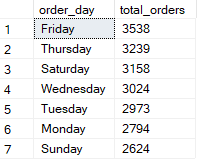 order_day total_orders
1 Friday 3538
2 Thursday 3239
3 Saturday 3158
4 Wednesday 3024
5 Tuesday 2973
6 Monday 2794
7 Sunday 2624